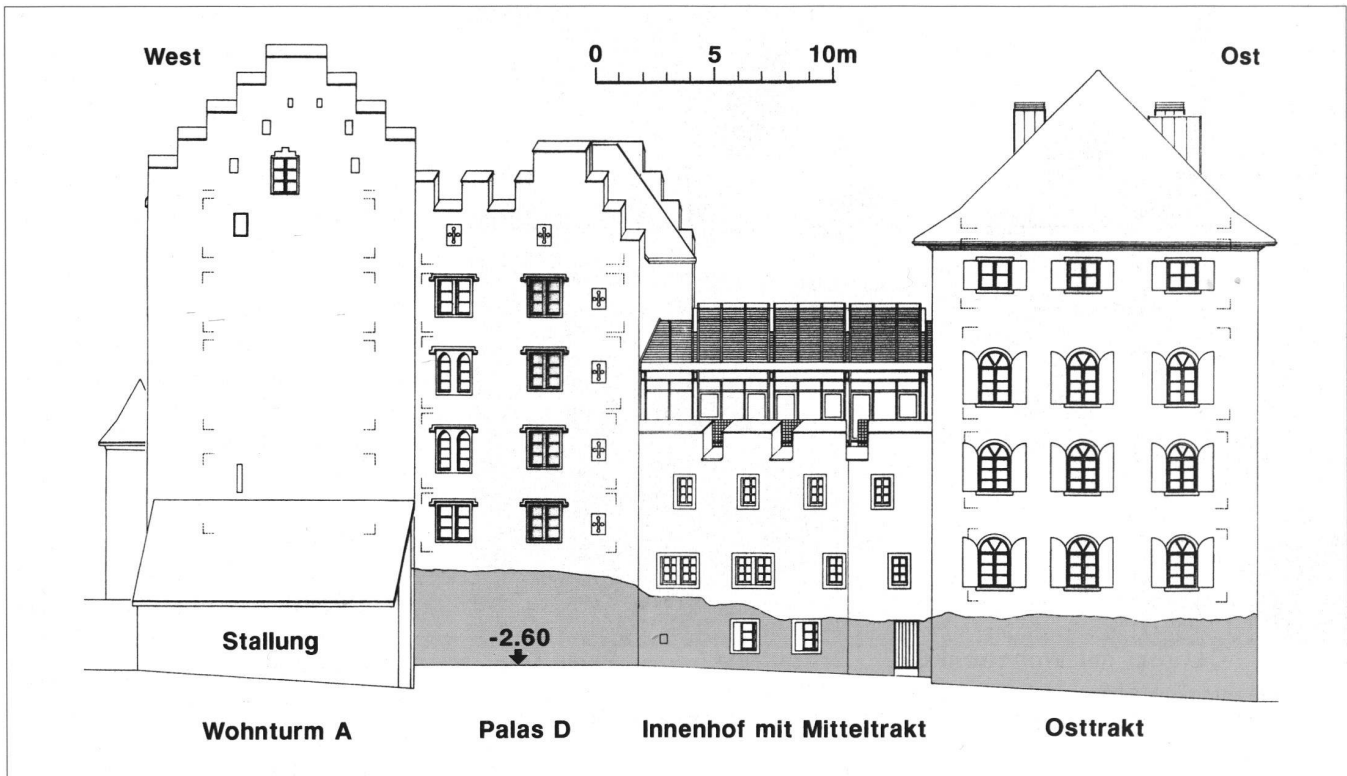 West
0 5 10m
Ost
Stallung
-2.60
Wohnturm A
Palas D
Innenhof mit Mitteltrakt
Osttrakt